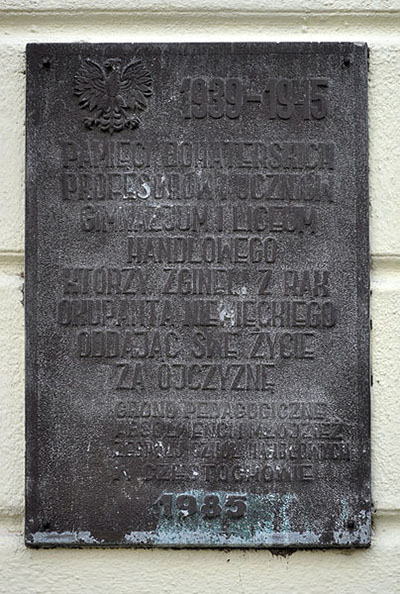 1939-1945
PAMIĘCI BOHATERSKICH
PROFESORÓW I UCZNIÓW
GIMNAZJUM I LICEUM
HANDLOWEGO
KTÓRZY ZGINĘLI Z RĄK
OKUPANTA NIEMIECKIEGO
ODDAJĄC SWE ŻYCIE
ZA OJCZYZNĘ
GRONO PEDAGOGICZNE
ABSOLWENCI I MŁODZIEŻ
ZESPOŁU SZKÓŁ HANDLOWYCH
W CZĘSTOCHOWIE
1985